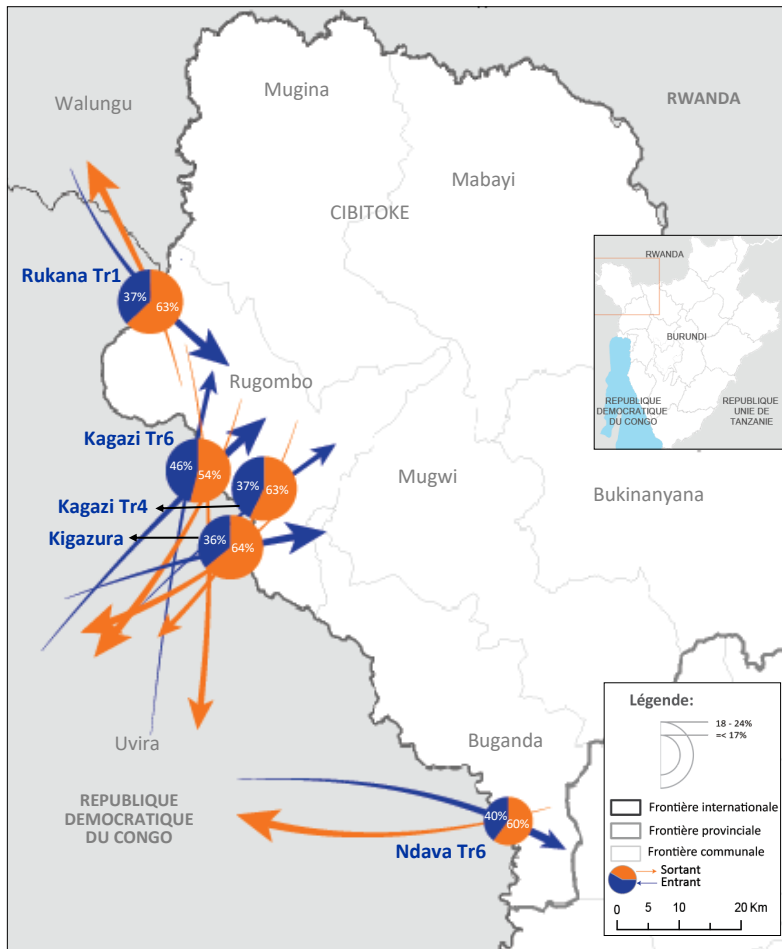 Mugina
Walungu
RWANDA
Mabayi
CIBITOKE
Rukana Tr1
37%
63%
RWANDA
BURUNDI
REPUBLIQUE
DEMOCRATIQUE
DU CONGO
REPUBLIQUE
UNIE DE
TANZANIE
Rugombo
Kagazi Tr6
46%
54%
Mugwi
Kagazi Tr4
37%
63%
Bukinanyana
Kigazura
36%
64%
Uvira
Buganda
REPUBLIQUE
DEMOCRATIQUE
DU CONGO
Ndava Tr6
40%
60%
Légende:
18 - 24%
=< 17%
Frontière internationale
Frontière provinciale
Frontière communale
Sortant
Entrant
0 5 10 20 Km